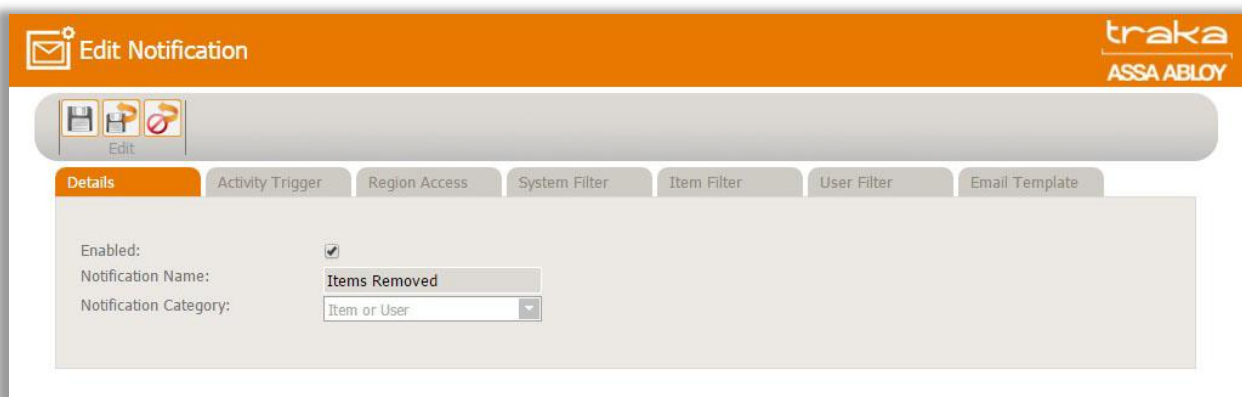 Edit Notification
traka
ASSA ABLOY
Edit
Details Activity Trigger Region Access System Filter Item Filter User Filter Email Template
Enabled:
Notification Name: Items Removed
Notification Category: Item or User